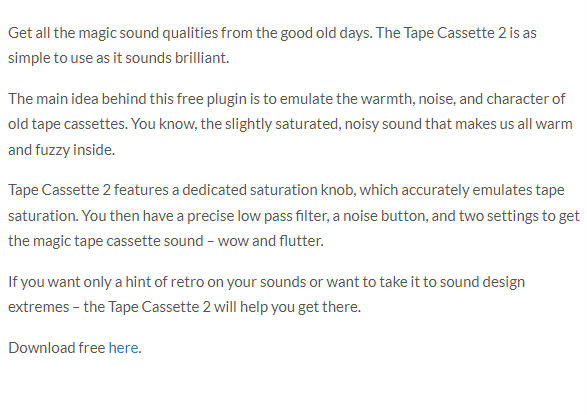 Get all the magic sound qualities from the good old days. The Tape Cassette 2 is as
simple to use as it sounds brilliant.
The main idea behind this free plugin is to emulate the warmth, noise, and character of
old tape cassettes. You know, the slightly saturated, noisy sound that makes us all warm
and fuzzy inside.
Tape Cassette 2 features a dedicated saturation knob, which accurately emulates tape
saturation. You then have a precise low pass filter, a noise button, and two settings to get
the magic tape cassette sound – wow and flutter.
If you want only a hint of retro on your sounds or want to take it to sound design
extremes – the Tape Cassette 2 will help you get there.
Download free here.